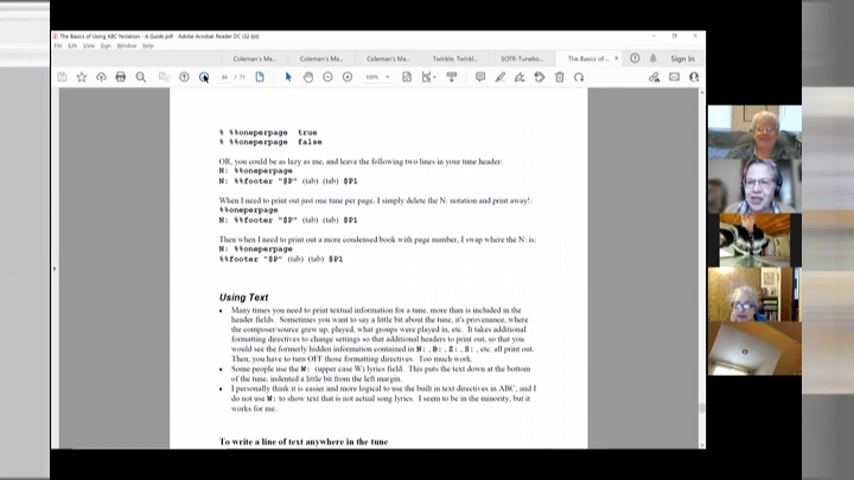 The Basics of Using ABC Notation - A Guide.pdf - Adobe Acrobat Reader DC (32-bit)
File Edit View Sign Window Help
Coleman's Ma... Coleman's Ma... Coleman's Ma... Twinkle, Twinkl... SOTR-Tunebo... The Basics of ... × Sign In
66 / 71 100%
% %%oneperpage true
% %%oneperpage false
OR, you could be as lazy as me, and leave the following two lines in your tune header:
N: %%oneperpage
N: %%footer "$P" (tab) (tab) $P1
When I need to print out just one tune per page, I simply delete the N: notation and print away!:
%%oneperpage
N: %%footer "$P" (tab) (tab) $P1
Then when I need to print out a more condensed book with page number, I swap where the N: is:
N: %%oneperpage
%%footer "$P" (tab) (tab) $P1
Using Text
• Many times you need to print textual information for a tune, more than is included in the
header fields. Sometimes you want to say a little bit about the tune, it's provenance, where
the composer/source grew up, played, what groups were played in, etc. It takes additional
formatting directives to change settings so that additional headers to print out, so that you
would see the formerly hidden information contained in N: , B: , Z: , S: , etc. all print out.
Then, you have to turn OFF those formatting directives. Too much work.
• Some people use the W: (upper case W) lyrics field. This puts the text down at the bottom
of the tune, indented a little bit from the left margin.
• I personally think it is easier and more logical to use the built in text directives in ABC, and I
do not use W: to show text that is not actual song lyrics. I seem to be in the minority, but it
works for me.
To write a line of text anywhere in the tune